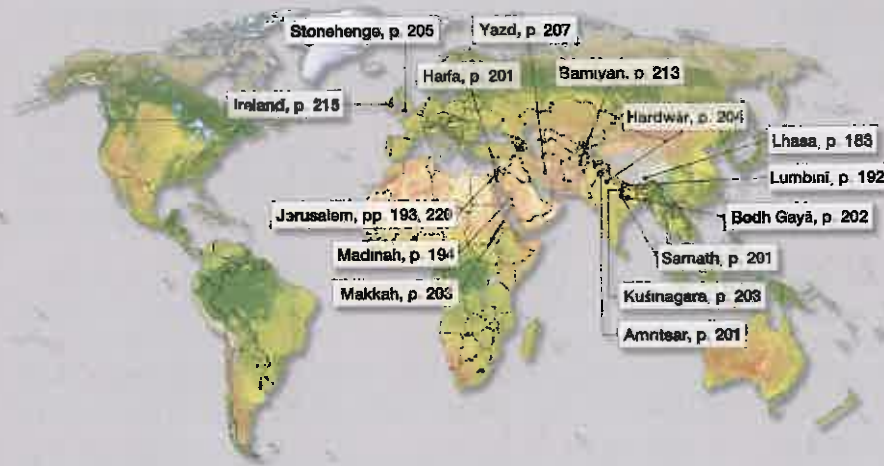 Stonehenge, p 205
Yazd, p 207
Haifa, p 201
Bamivan, p 213
Ireland, p 215
Hardwar, p. 204
Lhasa, p 183
Lumbini, p 192
Jerusalem, pp 193, 220
Bodh Gayā, p 202
Madinah, p 194
Sarnath, p 201
Makkah, p 203
Kuśinagara, p 203
Amritsar, p 201